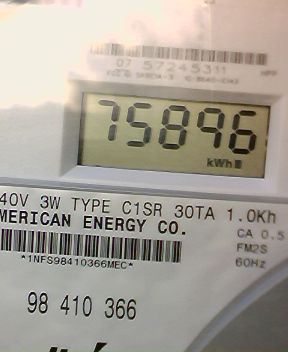 07 57245311
75896
kWh
40V 3W TYPE C1SR 30TA 1.0Kh
MERICAN ENERGY CO.
CA 0.5
FM2S
60Hz
*1NFS98410366MEC*
98 410 366